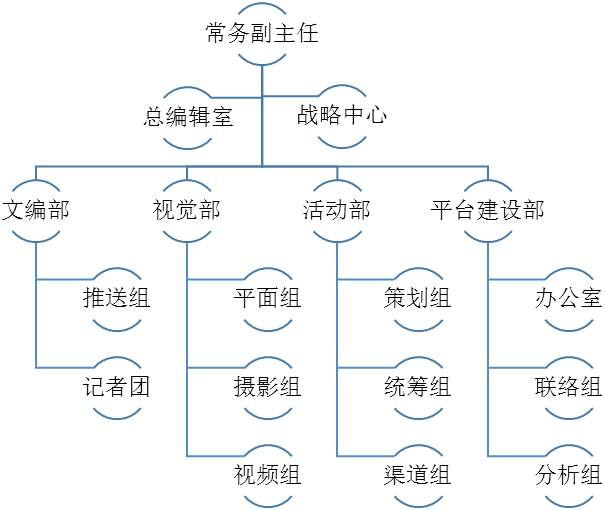 常务副主任
总编辑室
战略中心
文编部
视觉部
活动部
平台建设部
推送组
平面组
策划组
办公室
记者团
摄影组
统筹组
联络组
视频组
渠道组
分析组